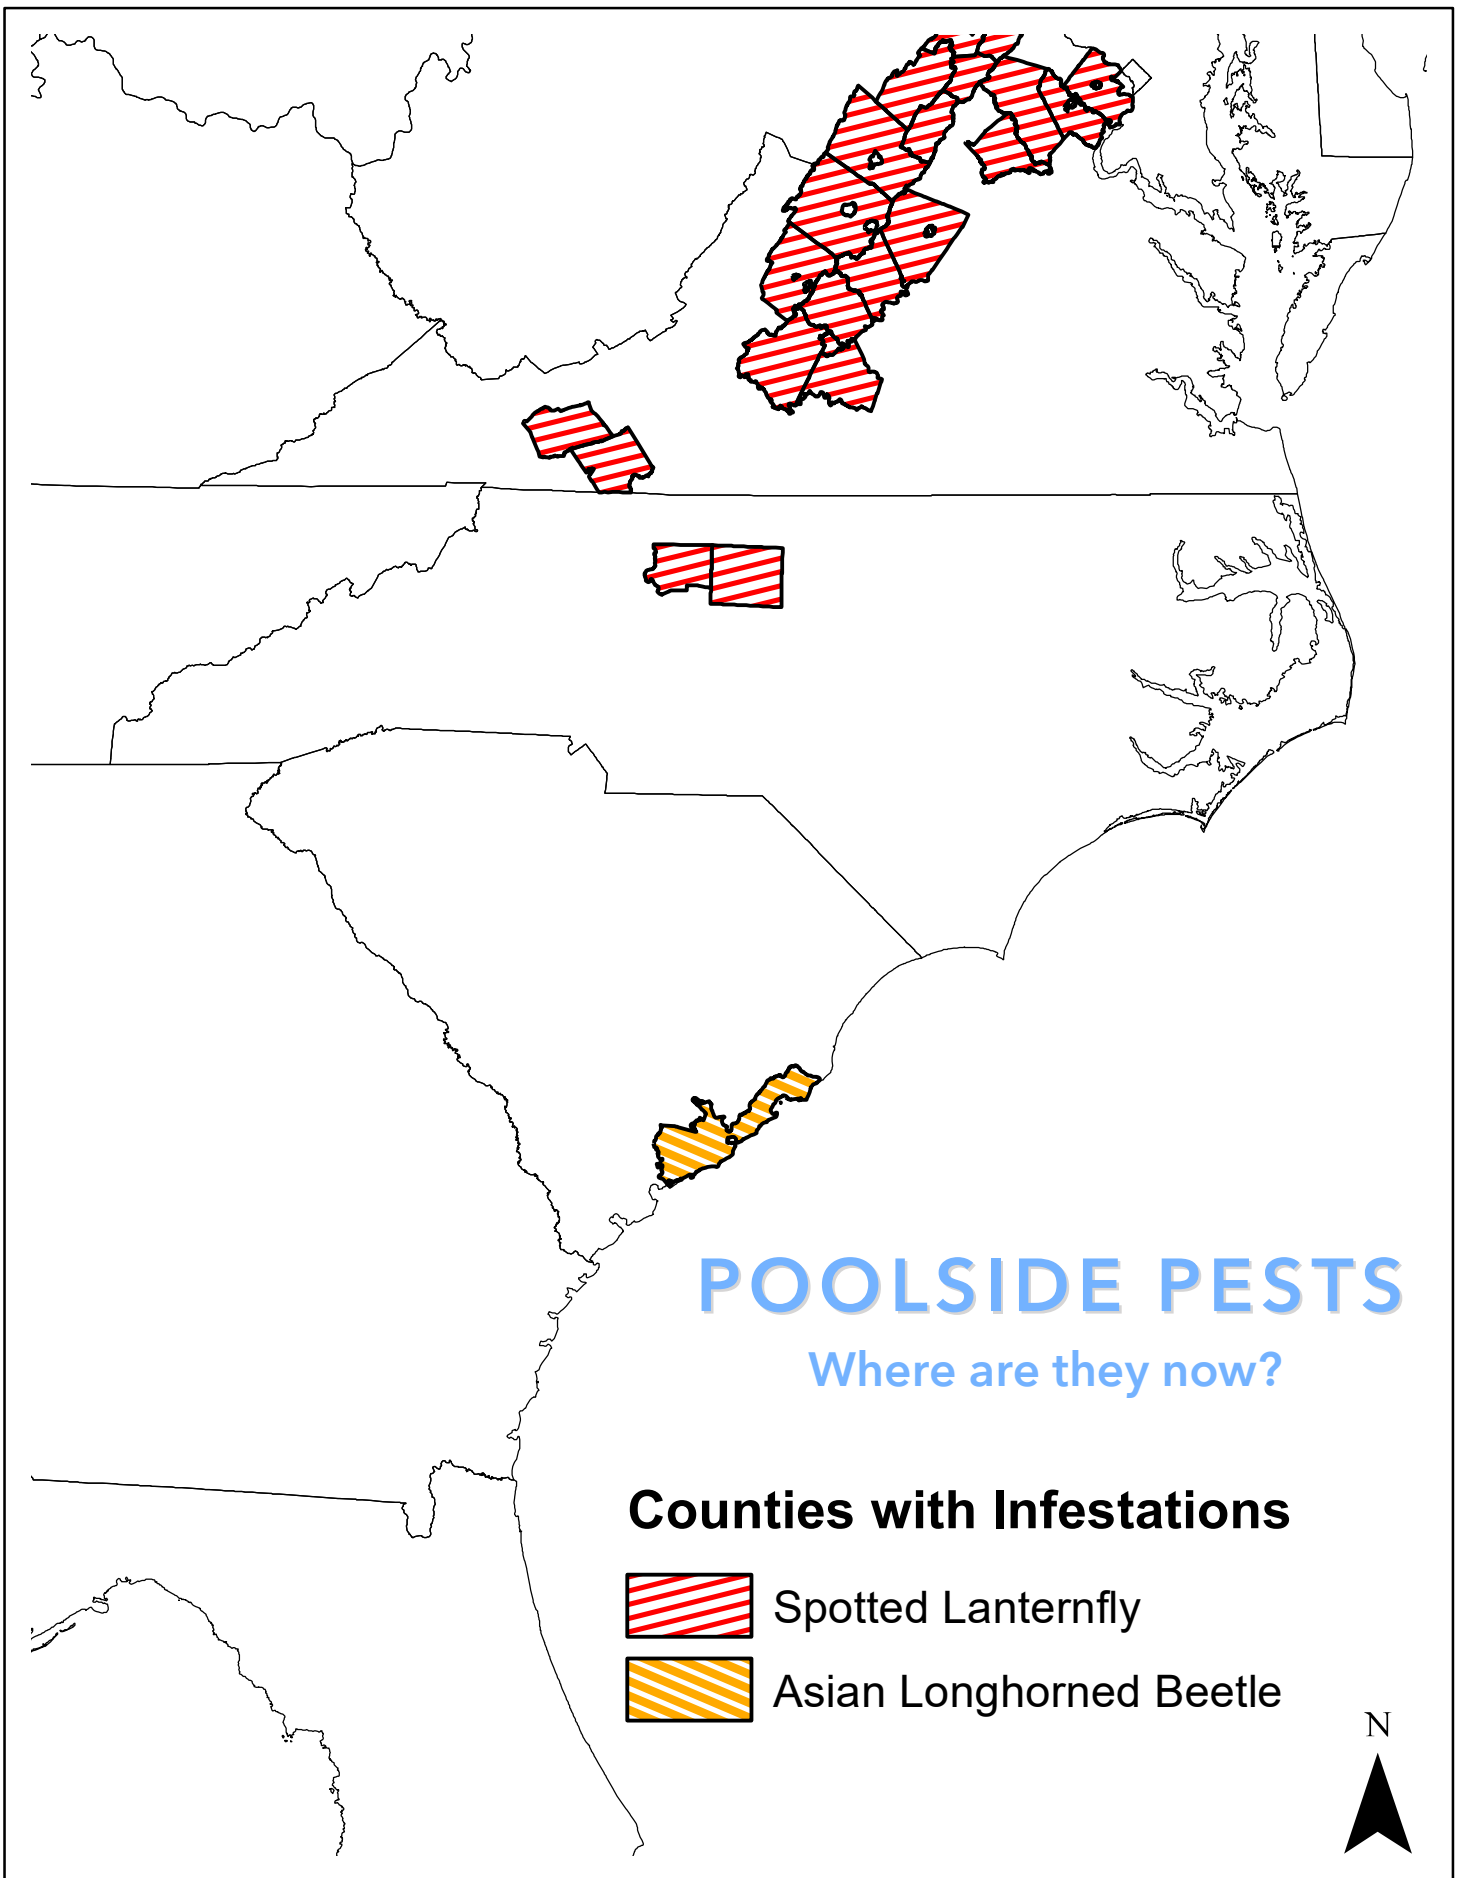 POOLSIDE PESTS
Where are they now?
Counties with Infestations
Spotted Lanternfly
Asian Longhorned Beetle
N